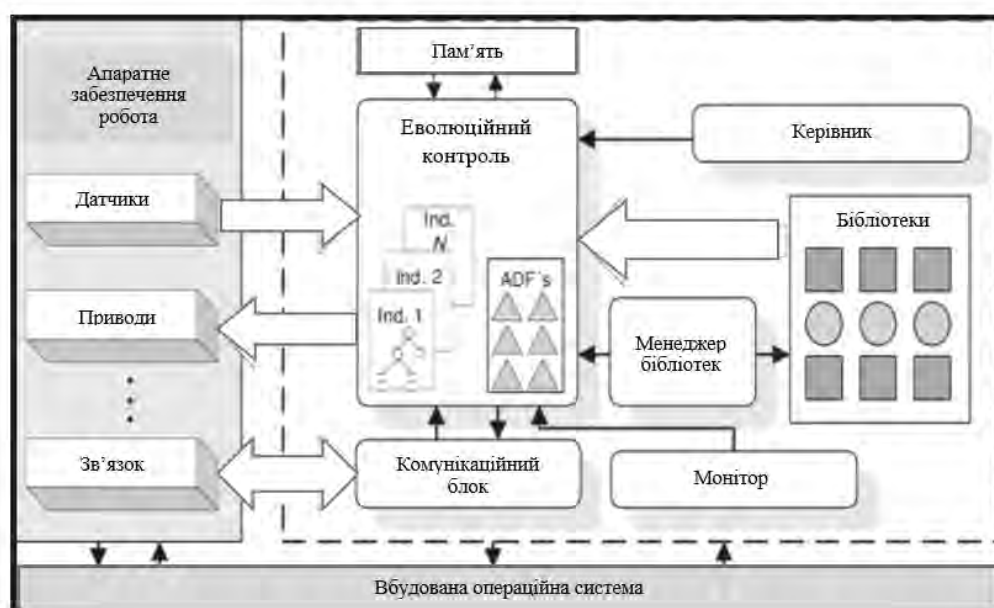 Апаратне
забезпечення
робота
Датчики
Приводи
Зв’язок
Пам’ять
Еволюційний
контроль
Ind.
N
Ind. 2
Ind. 1
ADF's
Керівник
Бібліотеки
Менеджер
бібліотек
Комунікаційний
блок
Монітор
Вбудована операційна система